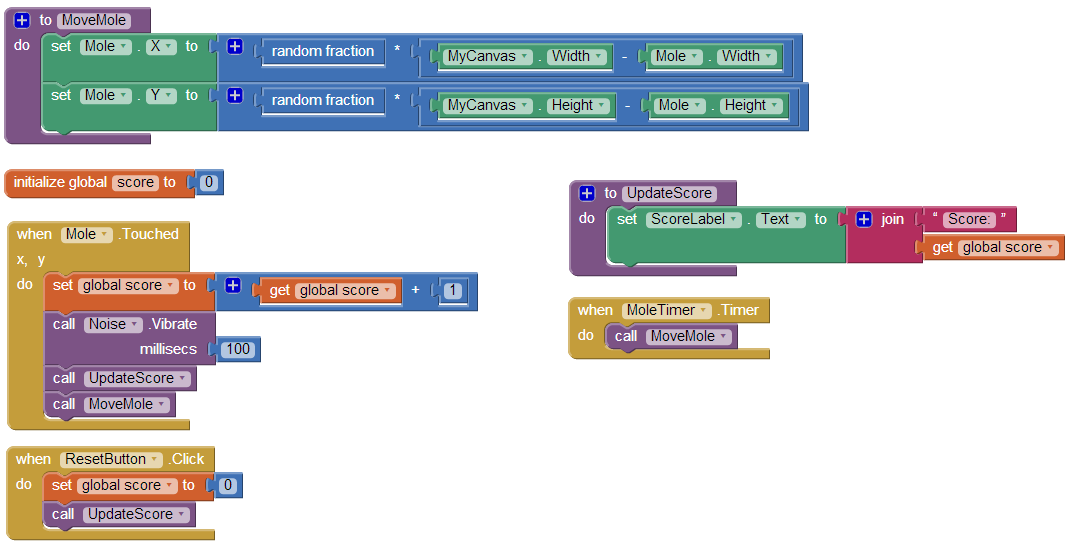 to MoveMole
do set Mole . X to random fraction * MyCanvas . Width - Mole . Width
set Mole . Y to random fraction * MyCanvas . Height - Mole . Height
initialize global score to 0
when Mole .Touched
x, y
do set global score to get global score + 1
call Noise .Vibrate
millisecs 100
call UpdateScore
call MoveMole
when ResetButton .Click
do set global score to 0
call UpdateScore
to UpdateScore
do set ScoreLabel . Text to join " Score: "
get global score
when MoleTimer .Timer
do call MoveMole